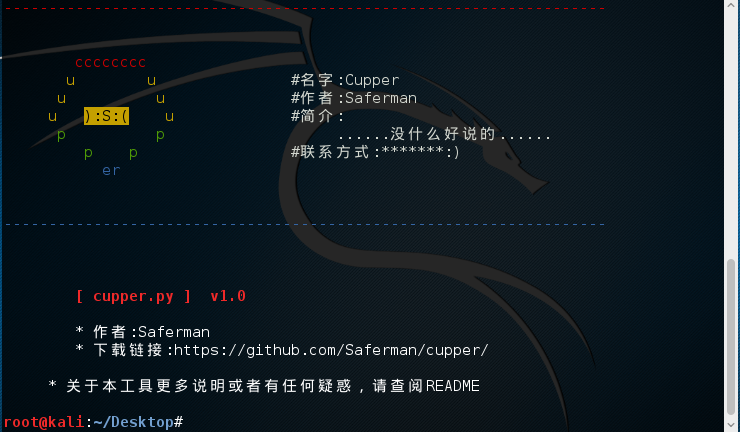 ------------------------------------------------------------------
cccccccc
u u #名字:Cupper
u u #作者:Saferman
u ):S:( u #简介:
p p ......没什么好说的......
p p #联系方式:*******:)
er
------------------------------------------------------------------
[ cupper.py ] v1.0
* 作者:Saferman
* 下载链接:https://github.com/Saferman/cupper/
* 关于本工具更多说明或者有任何疑惑，请查阅README
root@kali:~/Desktop#